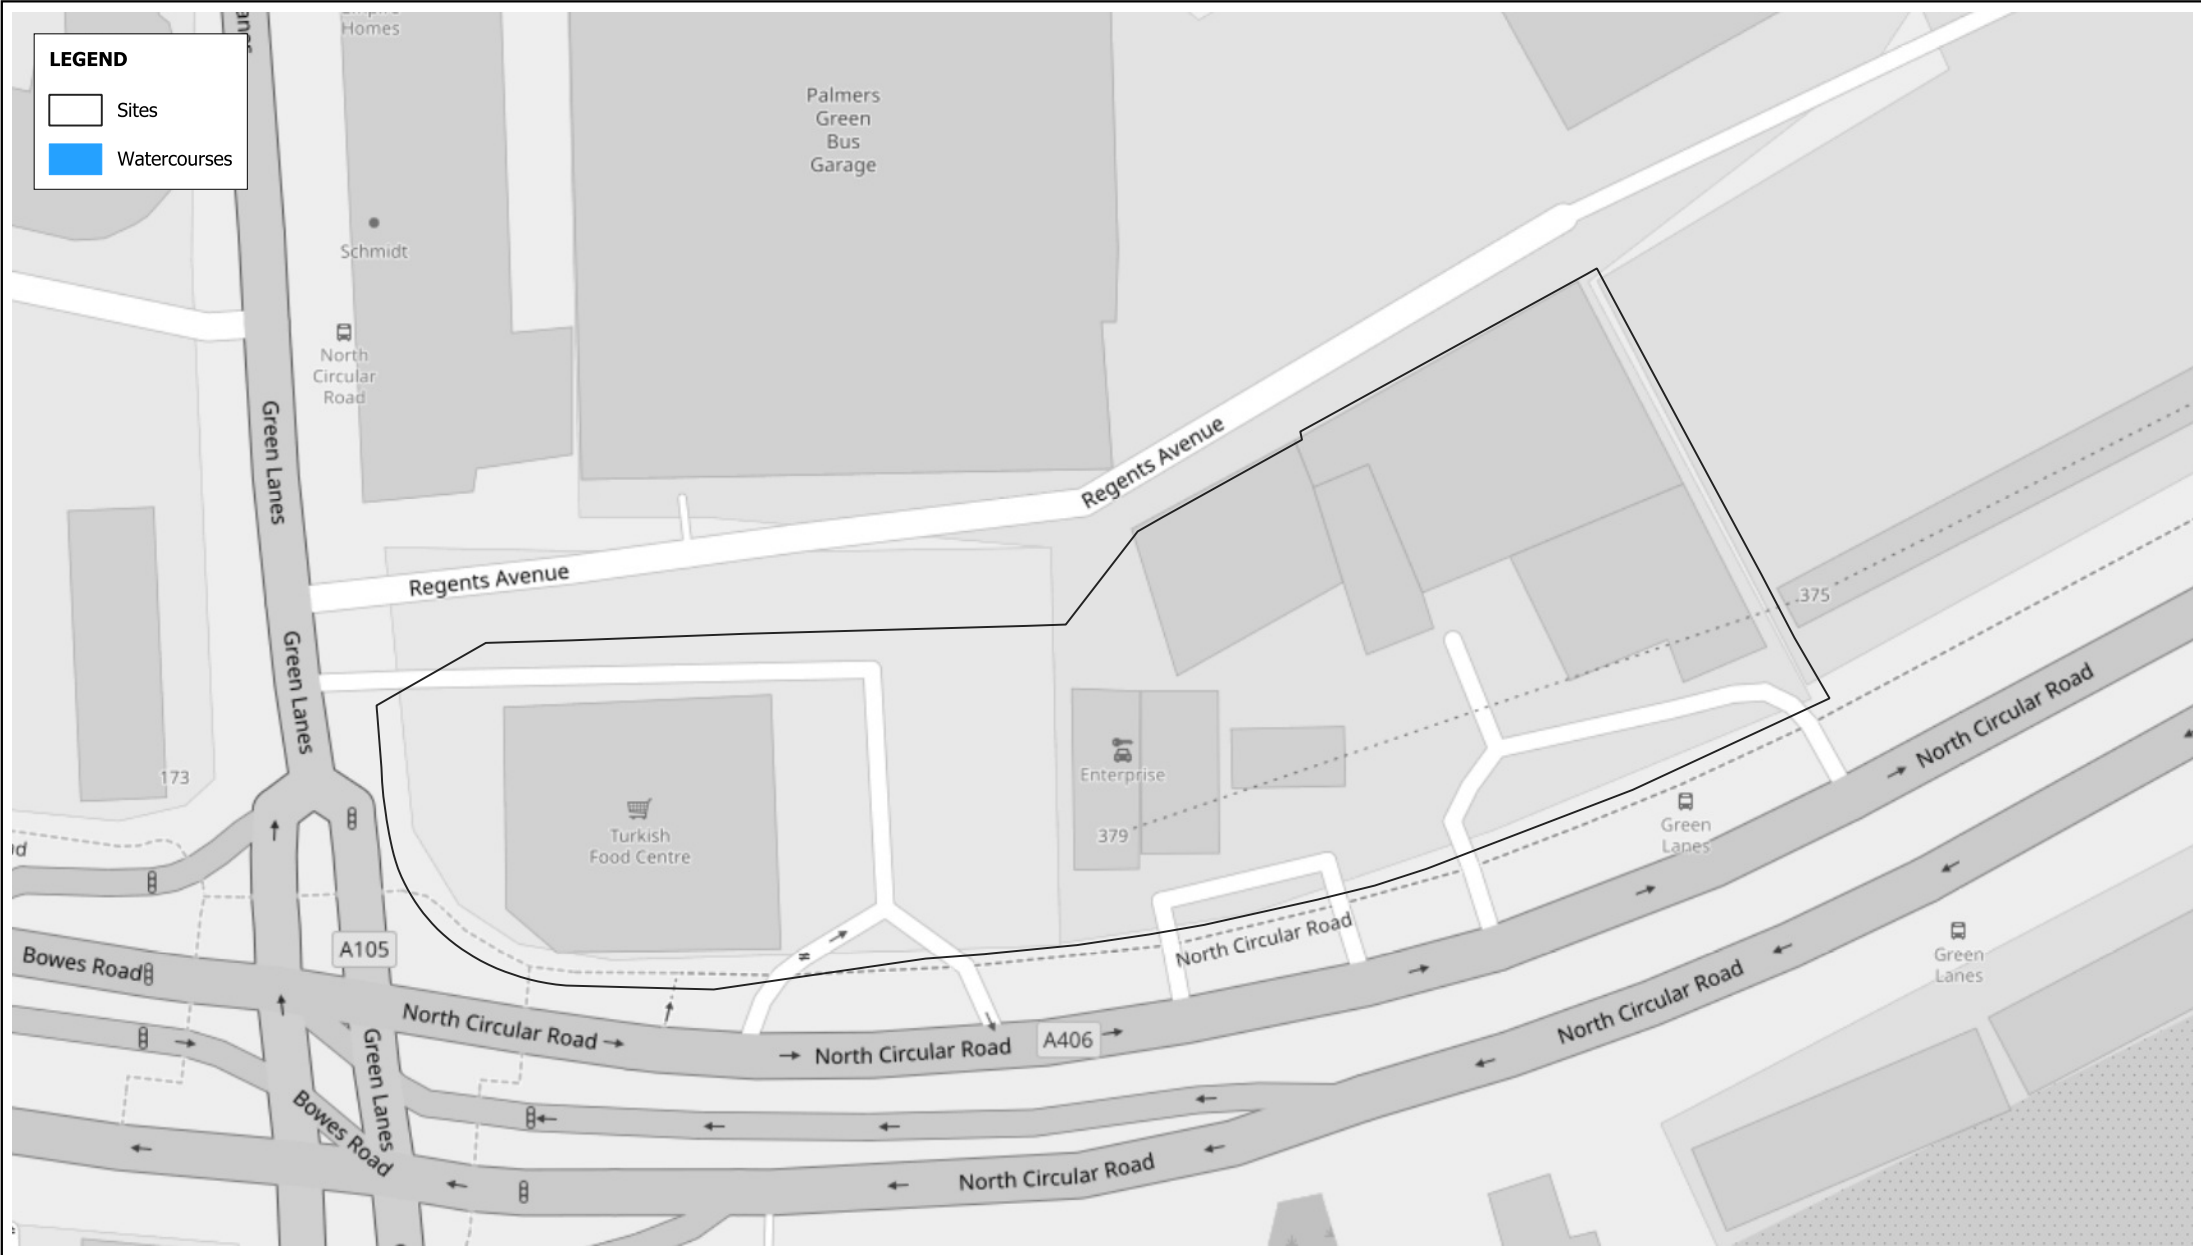 Homes
LEGEND
Sites
Watercourses
Palmers
Green
Bus
Garage
Schmidt
North
Circular
Road
Green Lanes
Regents Avenue
Regents Avenue
Green Lanes
375
173
Enterprise
379
Turkish
Food Centre
Green
Lanes
North Circular Road
North Circular Road
A105
Bowes Road
North Circular Road
North Circular Road
A406
North Circular Road
Green
Lanes
Green Lanes
Bowes Road
North Circular Road